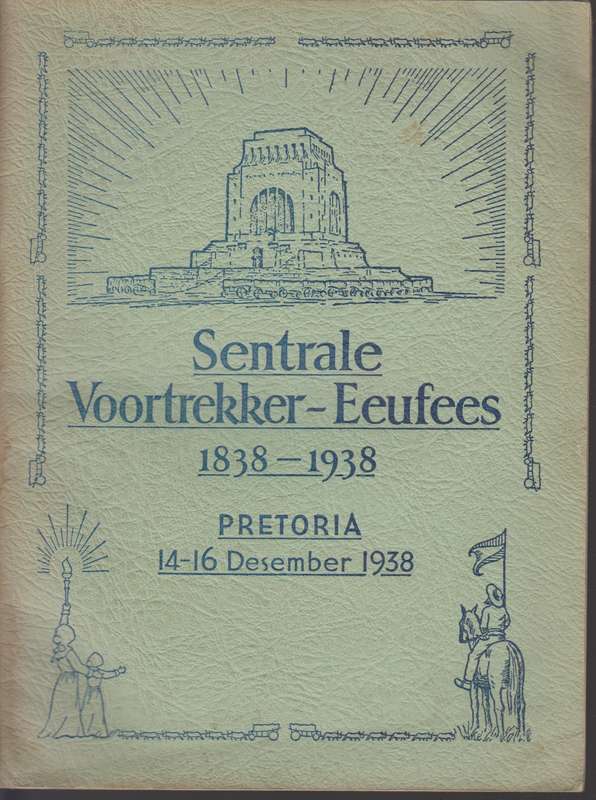 Sentrale
Voortrekker-Eeufees
1838-1938
PRETORIA
14-16 Desember 1938